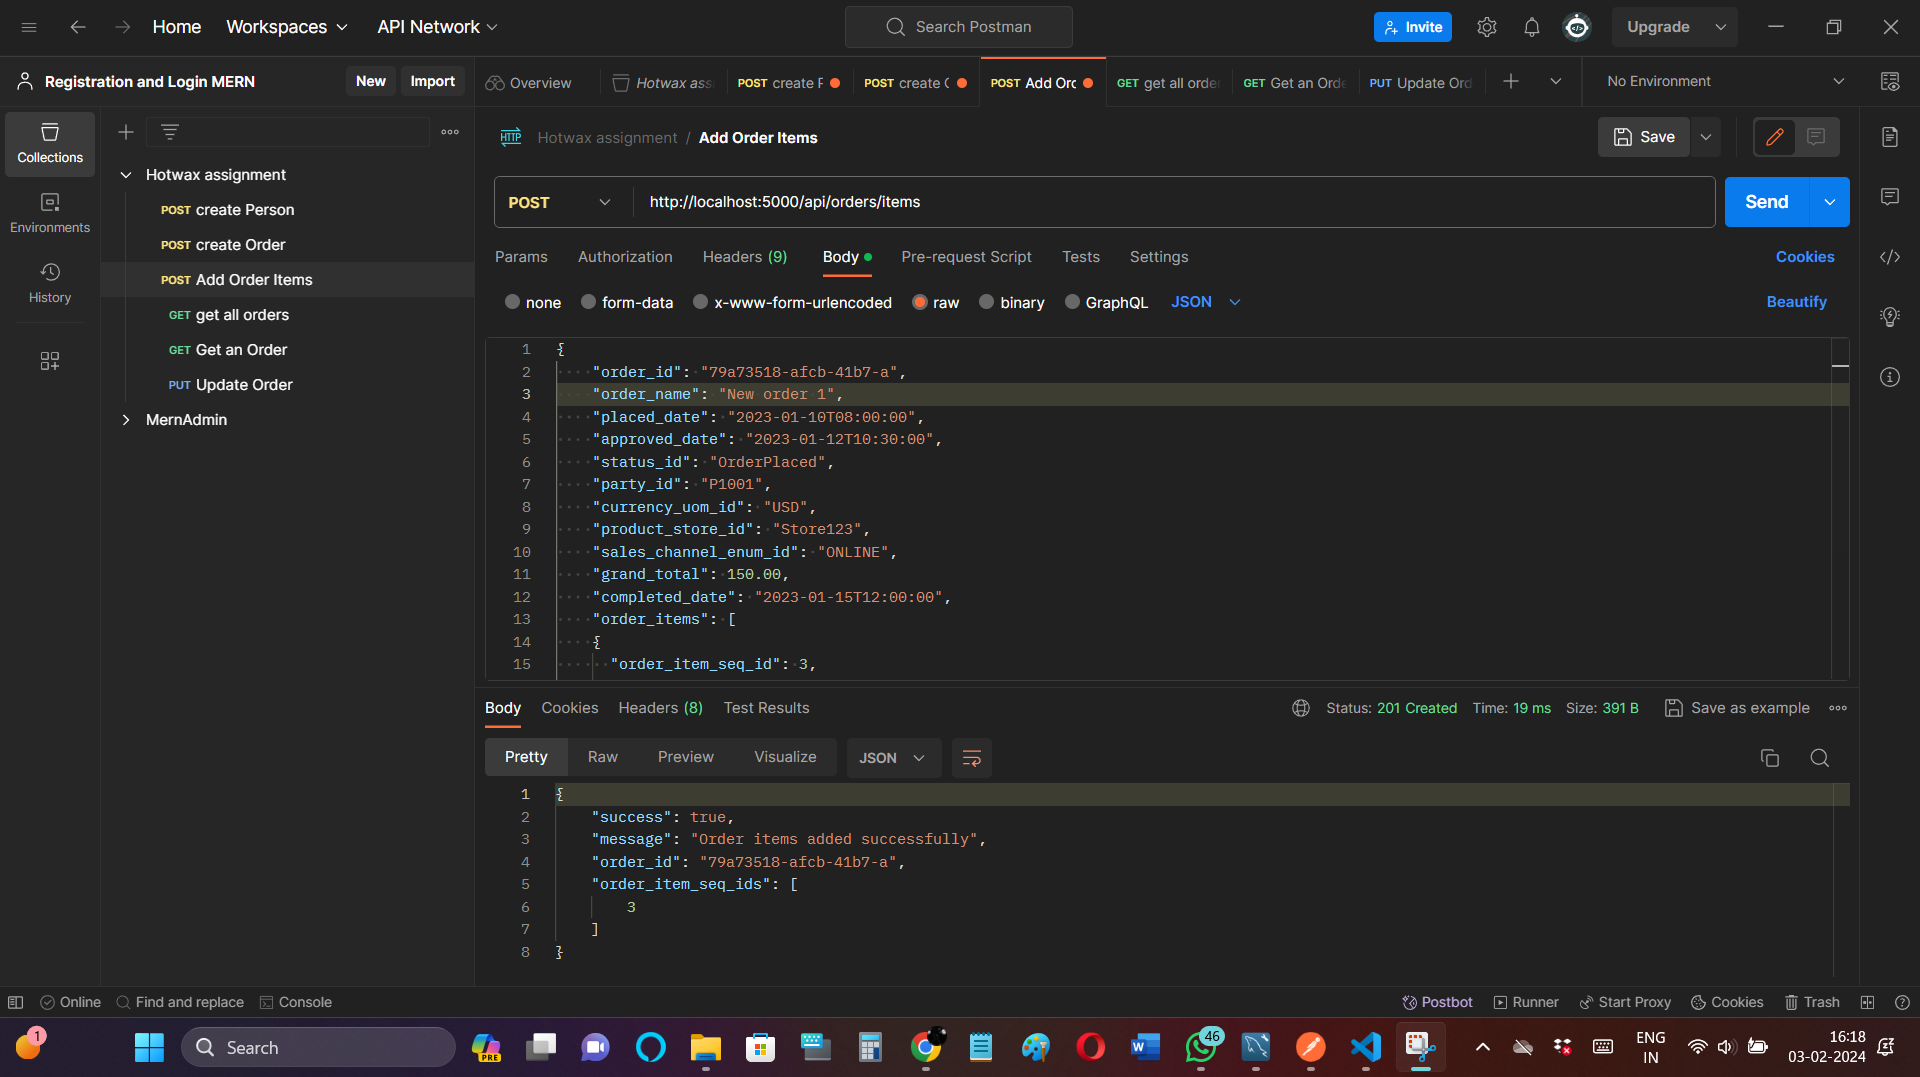 Home
Workspaces
API Network
Search Postman
Invite
Upgrade
Registration and Login MERN
New
Import
Overview
Hotwax ass
POST create F
POST create
POST Add Orc
GET get all orde
GET Get an Orde
PUT Update Ord
No Environment
Collections
Environments
History
Hotwax assignment
POST create Person
POST create Order
POST Add Order Items
GET get all orders
GET Get an Order
PUT Update Order
MernAdmin
HTTP Hotwax assignment / Add Order Items
Save
POST
http://localhost:5000/api/orders/items
Send
Params
Authorization
Headers (9)
Body
Pre-request Script
Tests
Settings
Cookies
none
form-data
x-www-form-urlencoded
raw
binary
GraphQL
JSON
Beautify
1 {
2 "order_id": "79a73518-afcb-41b7-a",
3 "order_name": "New order 1",
4 "placed_date": "2023-01-10T08:00:00",
5 "approved_date": "2023-01-12T10:30:00",
6 "status_id": "OrderPlaced",
7 "party_id": "P1001",
8 "currency_uom_id": "USD",
9 "product_store_id": "Store123",
10 "sales_channel_enum_id": "ONLINE",
11 "grand_total": 150.00,
12 "completed_date": "2023-01-15T12:00:00",
13 "order_items": [
14 {
15 "order_item_seq_id": 3,
Body
Cookies
Headers (8)
Test Results
Status: 201 Created
Time: 19 ms
Size: 391 B
Save as example
Pretty
Raw
Preview
Visualize
JSON
1 {
2 "success": true,
3 "message": "Order items added successfully",
4 "order_id": "79a73518-afcb-41b7-a",
5 "order_item_seq_ids": [
6 3
7 ]
8 }
Online
Find and replace
Console
Postbot
Runner
Start Proxy
Cookies
Trash
1
Search
PRE
W
46
ENG
IN
16:18
03-02-2024